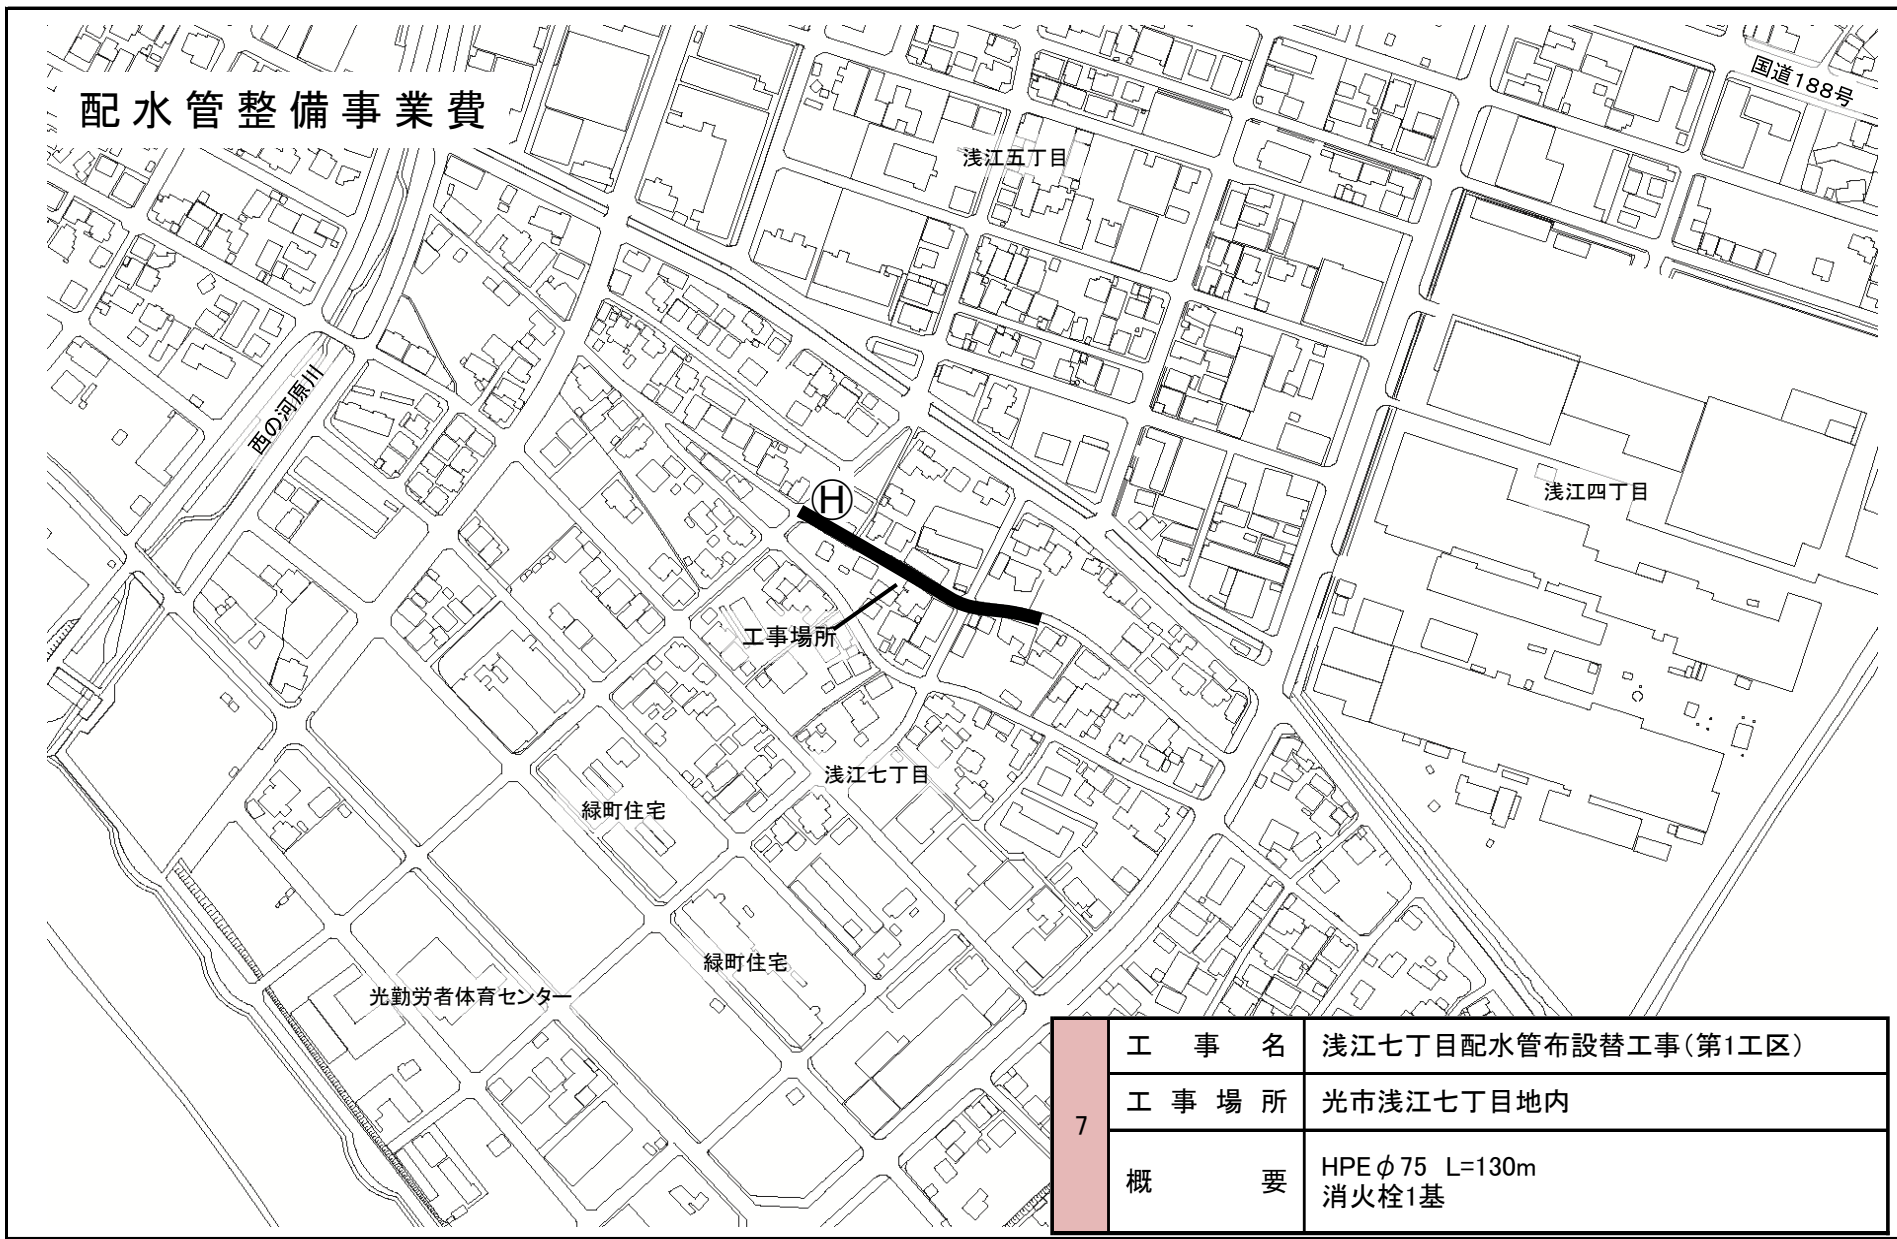 配水管整備事業費
国道188号
浅江五丁目
西の河原川
浅江四丁目
H
工事場所
浅江七丁目
緑町住宅
緑町住宅
光勤労者体育センター
7
工事名 浅江七丁目配水管布設替工事(第1工区)
工事場所 光市浅江七丁目地内
概要 HPEφ75 L=130m
消火栓1基